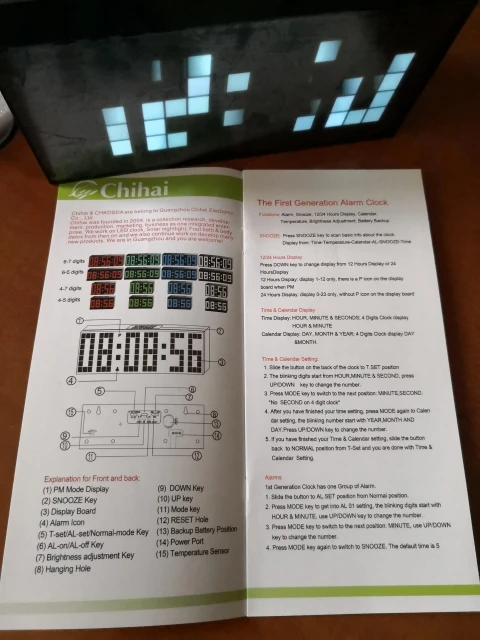 Chihai
Chihai & CHKOSDA are belong to Guangzhou Chihai Electronics
Co., Ltd.
Chihai was founded in 2009, is a collection research, develop-
ment, production, marketing, business as one integrated enter-
prise. We work on LED clock, Solar nightlight, Foot bath & body
new products. We are in Guangzhou and you are welcome!
6-7 digits
6-5 digits
4-7 digits
4-5 digits
08:56
08:56
08:56
08:56
08:08:56
Explanation for Front and back:
(1) PM Mode Display
(2) SNOOZE Key
(3) Display Board
(4) Alarm Icon
(5) T-set/AL-set/Normal-mode Key
(6) AL-on/AL-off Key
(7) Brightness adjustment Key
(8) Hanging Hole
(9) DOWN Key
(10) UP key
(11) Mode key
(12) RESET Hole
(13) Backup Battery Position
(14) Power Port
(15) Temperature Sensor
The First Generation Alarm Clock
Functions: Alarm, Snooze, 12/24 Hours Display, Calendar,
Temperature, Brightness Adjustment, Battery Backup
SNOOZE: Press SNOOZE key to scan basic info about the clock.
Display from: Time-Temperature-Calendar-AL-SNOOZE-Time
12/24 Hours Display
Press DOWN key to change display from 12 Hours Display or 24
HoursDisplay
12 Hours Display: display 1-12 only, there is a P icon on the display
board when PM
24 Hours Display: display 0-23 only, without P icon on the display board
Time & Calendar Display
Time Display: HOUR, MINUTE & SECONDS; 4 Digits Clock display
HOUR & MINUTE
Calendar Display: DAY, MONTH & YEAR; 4 Digits Clock display DAY
&MONTH.
Time & Calendar Setting:
1. Slide the button on the back of the clock to T.SET position
2. The blinking digits start from HOUR,MINUTE & SECOND, press
UP/DOWN key to change the number.
3. Press MODE key to switch to the next position: MINUTE,SECOND.
"No SECOND on 4 digit clock"
4. After you have finished your time setting, press MODE again to Calen
dar setting, the blinking number start with YEAR,MONTH AND
DAY.Press UP/DOWN key to change the number.
5. If you have finished your Time & Calendar setting, slide the button
back to NORMAL position from T-Set and you are done with Time &
Calendar Setting.
Alarms
1st Generation Clock has one Group of Alarm.
1. Slide the button to AL.SET position from Normal position.
2. Press MODE key to get into AL 01 setting, the blinking digits start with
HOUR & MINUTE, use UP/DOWN key to change the number.
3. Press MODE key to switch to the next position: MINUTE, use UP/DOWN
key to change the number.
4. Press MODE key again to switch to SNOOZE, The default time is 5